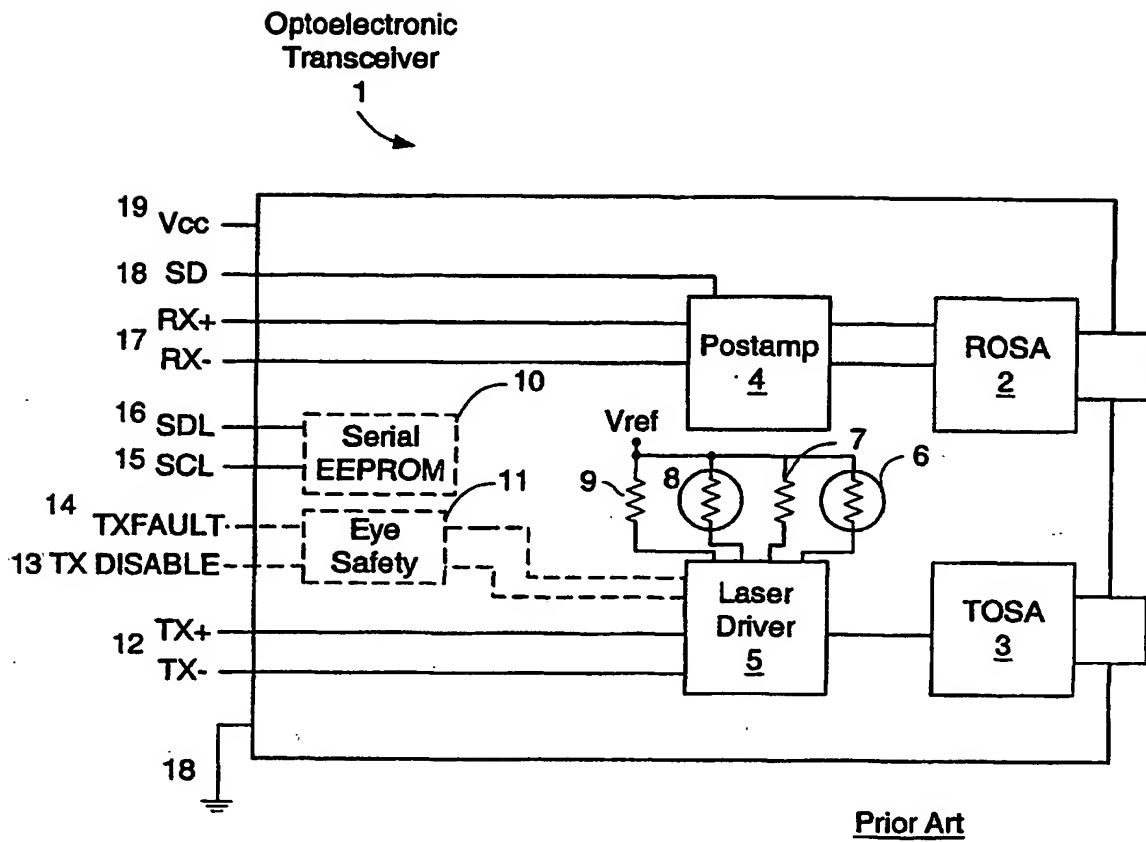 Optoelectronic
Transceiver
1
19 Vcc
18 SD
RX+
17
RX-
Postamp
4
ROSA
2
10
16 SDL
15 SCL
Serial
EEPROM
Vref
9
8
7
6
11
14
TXFAULT
13 TX DISABLE
Eye
Safety
12
TX+
TX-
Laser
Driver
5
TOSA
3
18
Prior Art